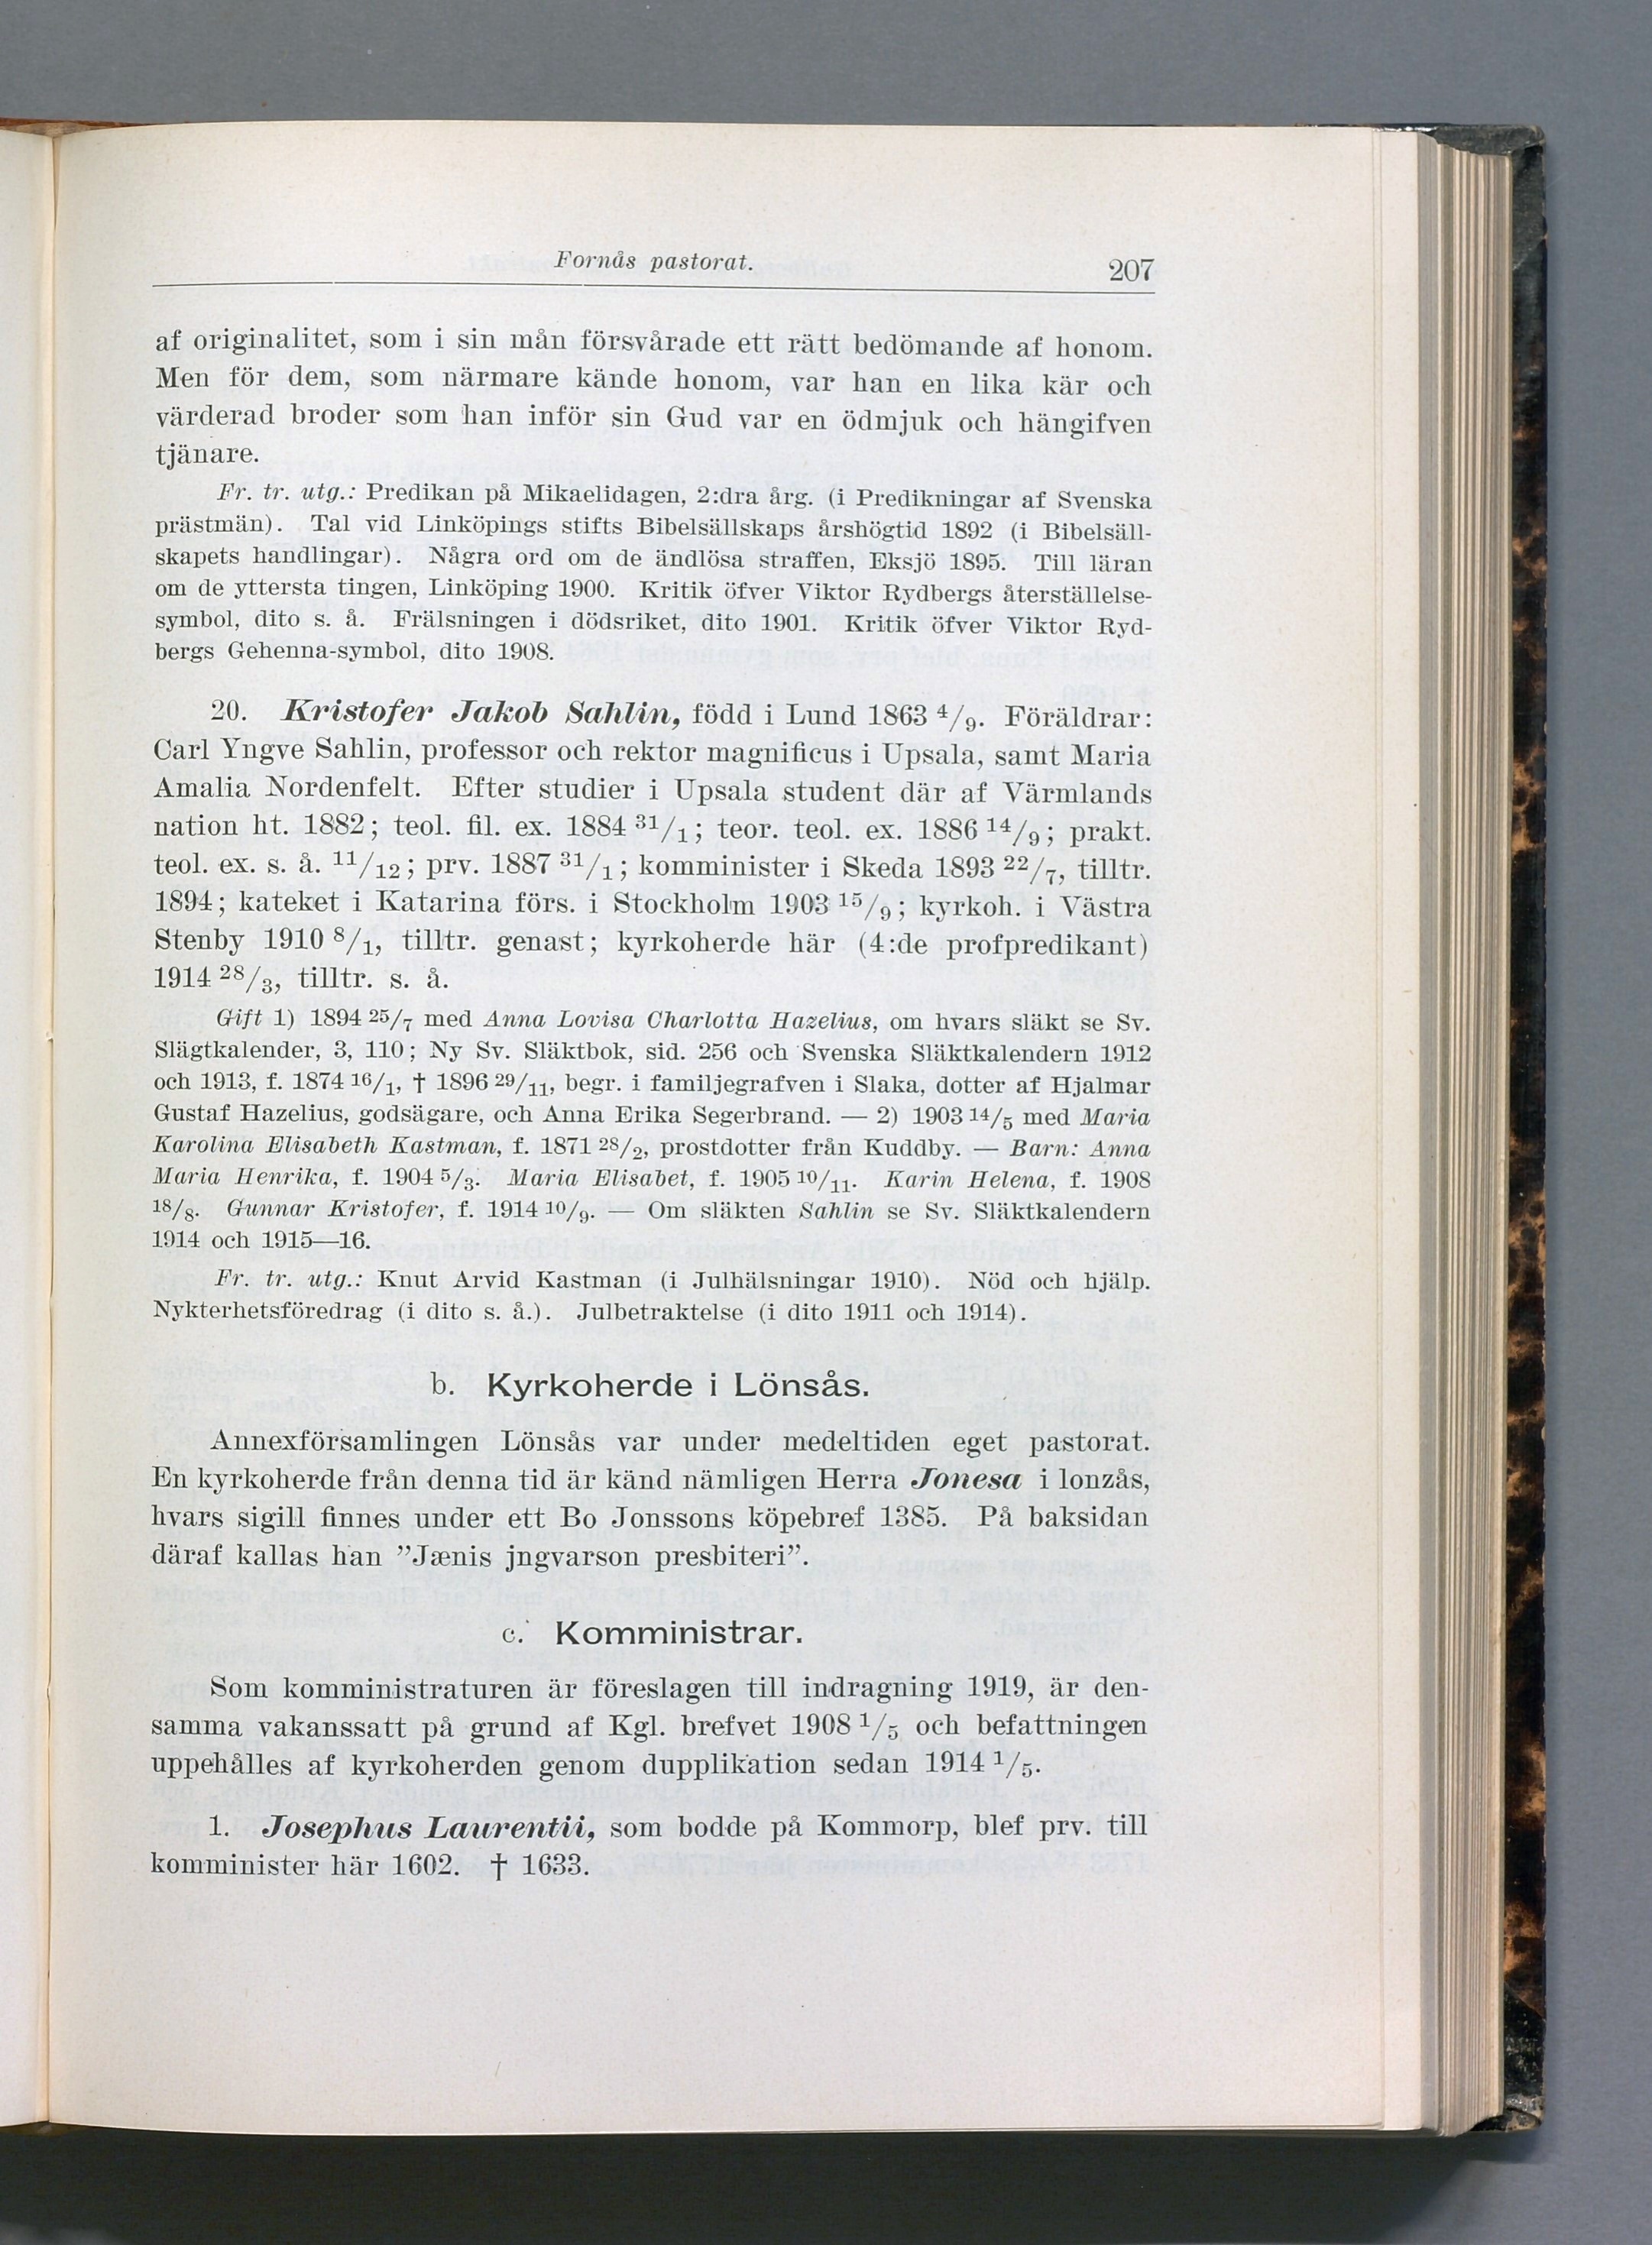 Fornås pastorat.
207
af originalitet, som i sin mån försvårade ett rätt bedömande af honom.
Men för dem, som närmare kände honom, var han en lika kär och
värderad broder som han inför sin Gud var en ödmjuk och hängifven
tjänare.
Fr. tr. utg.: Predikan på Mikaelidagen, 2:dra årg. (i Predikningar af Svenska
prästmän). Tal vid Linköpings stifts Bibelsällskaps årshögtid 1892 (i Bibelsäll-
skapets handlingar). Några ord om de ändlösa straffen, Eksjö 1895. Till läran
om de yttersta tingen, Linköping 1900. Kritik öfver Viktor Rydbergs återställelse-
symbol, dito s. å. Frälsningen i dödsriket, dito 1901. Kritik öfver Viktor Ryd-
bergs Gehenna-symbol, dito 1908.
20. Kristofer Jakob Sahlin, född i Lund 1863 4/9. Föräldrar:
Carl Yngve Sahlin, professor och rektor magnificus i Upsala, samt Maria
Amalia Nordenfelt. Efter studier i Upsala student där af Värmlands
nation ht. 1882; teol. fil. ex. 1884 31/1; teor. teol. ex. 1886 14/9; prakt.
teol. ex. s. å. 11/12; prv. 1887 31/1; komminister i Skeda 1893 22/7, tilltr.
1894; kateket i Katarina förs. i Stockholm 1903 15/9; kyrkoh. i Västra
Stenby 1910 8/1, tilltr. genast; kyrkoherde här (4:de profpredikant)
1914 28/3, tilltr. s. å.
Gift 1) 1894 25/7 med Anna Lovisa Charlotta Hazelius, om hvars släkt se Sv.
Slägtkalender, 3, 110; Ny Sv. Släktbok, sid. 256 och Svenska Släktkalendern 1912
och 1913, f. 1874 16/1, † 1896 29/11, begr. i familjegrafven i Slaka, dotter af Hjalmar
Gustaf Hazelius, godsägare, och Anna Erika Segerbrand. — 2) 1903 14/5 med Maria
Karolina Elisabeth Kastman, f. 1871 28/2, prostdotter från Kuddby. — Barn: Anna
Maria Henrika, f. 1904 5/3. Maria Elisabet, f. 1905 10/11. Karin Helena, f. 1908
18/8. Gunnar Kristofer, f. 1914 10/9. — Om släkten Sahlin se Sv. Släktkalendern
1914 och 1915—16.
Fr. tr. utg.: Knut Arvid Kastman (i Julhälsningar 1910). Nöd och hjälp.
Nykterhetsföredrag (i dito s. å.). Julbetraktelse (i dito 1911 och 1914).
b. Kyrkoherde i Lönsås.
Annexförsamlingen Lönsås var under medeltiden eget pastorat.
En kyrkoherde från denna tid är känd nämligen Herra Jonesa i lonzås,
hvars sigill finnes under ett Bo Jonssons köpebref 1385. På baksidan
däraf kallas han ”Jænis jngvarson presbiteri”.
c. Komministrar.
Som komministraturen är föreslagen till indragning 1919, är den-
samma vakanssatt på grund af Kgl. brefvet 1908 1/5 och befattningen
uppehålles af kyrkoherden genom dupplikation sedan 1914 1/5.
1. Josephus Laurentii, som bodde på Kommorp, blef prv. till
komminister här 1602. † 1633.